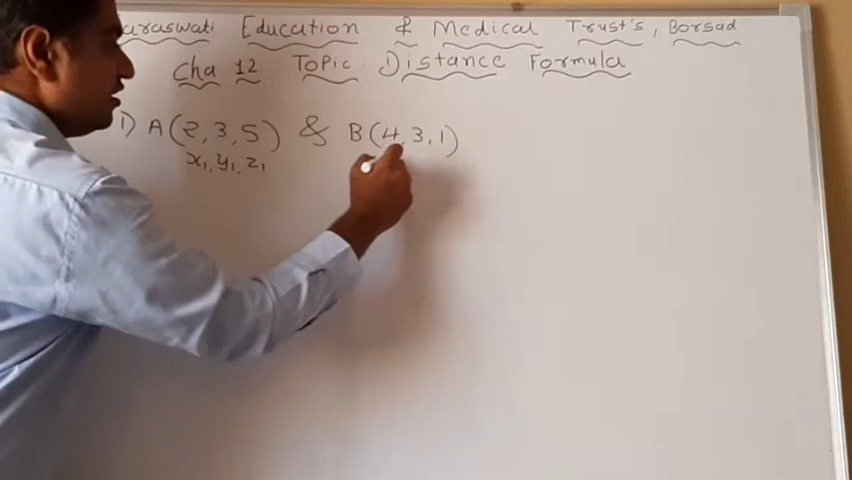 Education & Medical Trust's, Borsad
Cha 12 Topic : Distance Formula
1) A(2,3,5) & B(4,3,1)
x₁,y₁,z₁